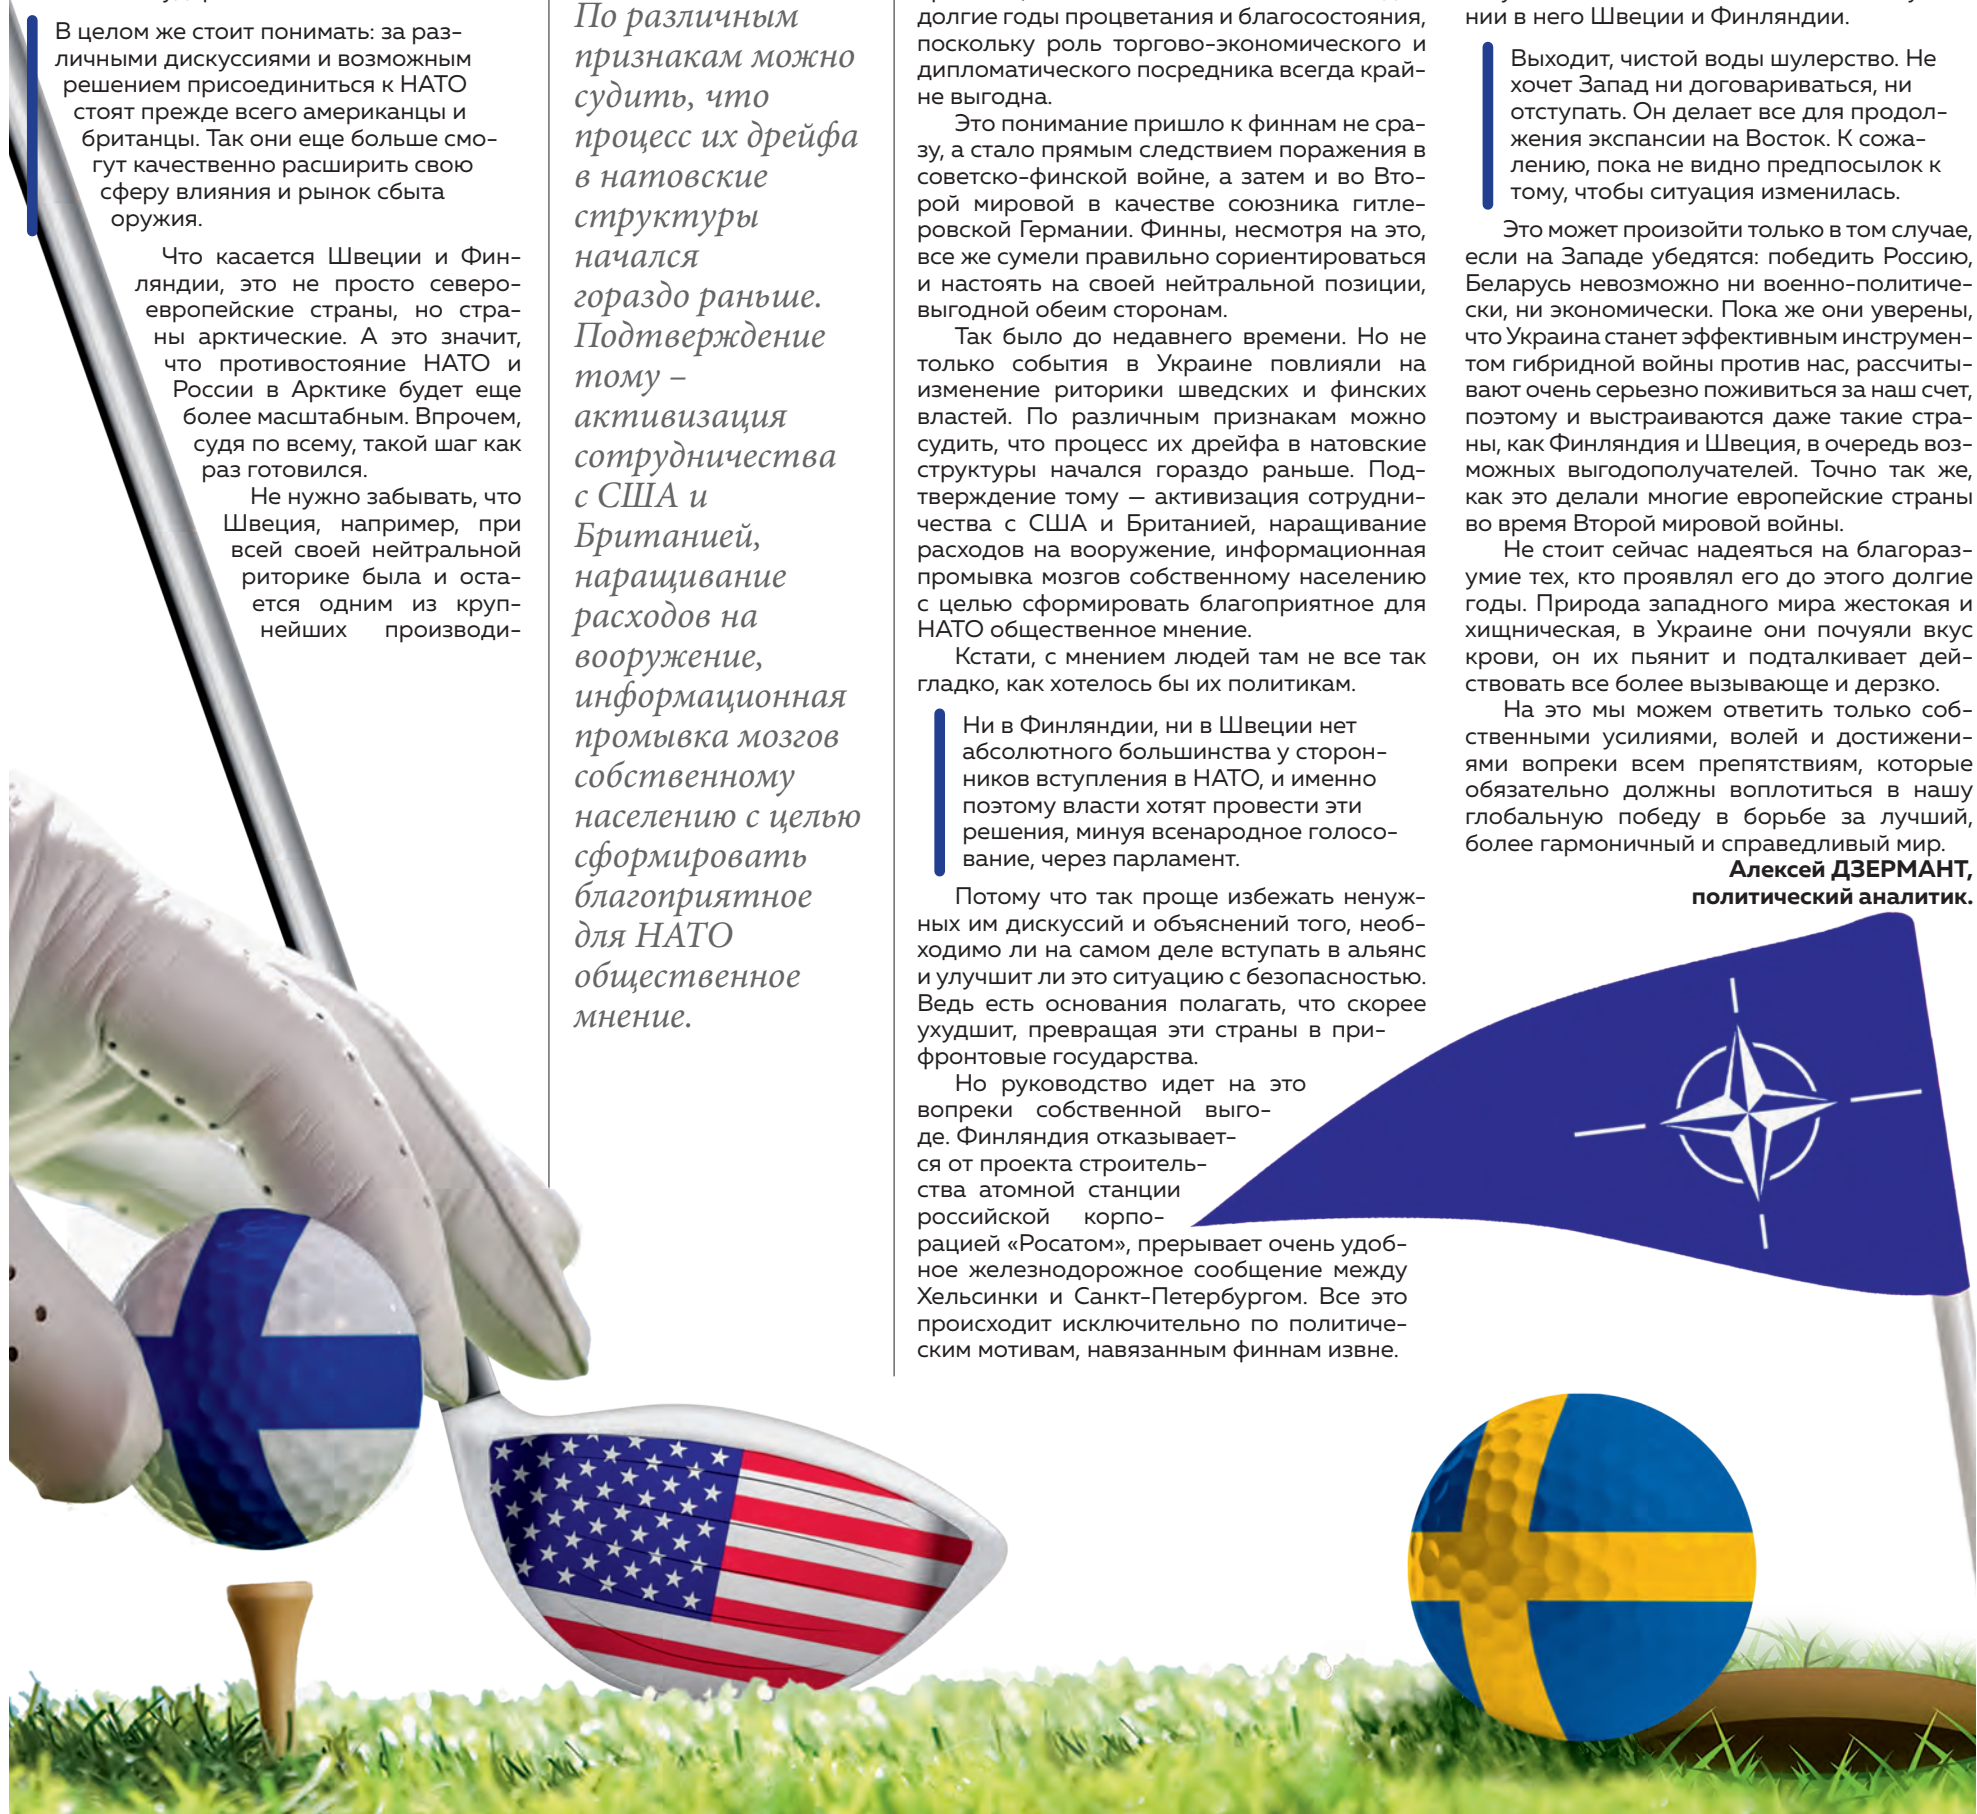 В целом же стоит понимать: за раз-
личными дискуссиями и возможным
решением присоединиться к НАТО
стоят прежде всего американцы и
британцы. Так они еще больше смо-
гут качественно расширить свою
сферу влияния и рынок сбыта
оружия.
Что касается Швеции и Фин-
ляндии, это не просто северо-
европейские страны, но стра-
ны арктические. А это значит,
что противостояние НАТО и
России в Арктике будет еще
более масштабным. Впрочем,
судя по всему, такой шаг как
раз готовился.
Не нужно забывать, что
Швеция, например, при
всей своей нейтральной
риторике была и оста-
ется одним из круп-
нейших производи-
По различным
признакам можно
судить, что
процесс их дрейфа
в натовские
структуры
начался
гораздо раньше.
Подтверждение
тому –
активизация
сотрудничества
с США и
Британией,
наращивание
расходов на
вооружение,
информационная
промывка мозгов
собственному
населению с целью
сформировать
благоприятное
для НАТО
общественное
мнение.
долгие годы процветания и благосостояния,
поскольку роль торгово-экономического и
дипломатического посредника всегда край-
не выгодна.
Это понимание пришло к финнам не сра-
зу, а стало прямым следствием поражения в
советско-финской войне, а затем и во Вто-
рой мировой в качестве союзника гитле-
ровской Германии. Финны, несмотря на это,
все же сумели правильно сориентироваться
и настоять на своей нейтральной позиции,
выгодной обеим сторонам.
Так было до недавнего времени. Но не
только события в Украине повлияли на
изменение риторики шведских и финских
властей. По различным признакам можно
судить, что процесс их дрейфа в натовские
структуры начался гораздо раньше. Под-
тверждение тому — активизация сотрудни-
чества с США и Британией, наращивание
расходов на вооружение, информационная
промывка мозгов собственному населению
с целью сформировать благоприятное для
НАТО общественное мнение.
Кстати, с мнением людей там не все так
гладко, как хотелось бы их политикам.
Ни в Финляндии, ни в Швеции нет
абсолютного большинства у сторон-
ников вступления в НАТО, и именно
поэтому власти хотят провести эти
решения, минуя всенародное голосо-
вание, через парламент.
Потому что так проще избежать ненуж-
ных им дискуссий и объяснений того, необ-
ходимо ли на самом деле вступать в альянс
и улучшит ли это ситуацию с безопасностью.
Ведь есть основания полагать, что скорее
ухудшит, превращая эти страны в при-
фронтовые государства.
Но руководство идет на это
вопреки собственной выго-
де. Финляндия отказывает-
ся от проекта строитель-
ства атомной станции
российской корпо-
рацией «Росатом», прерывает очень удоб-
ное железнодорожное сообщение между
Хельсинки и Санкт-Петербургом. Все это
происходит исключительно по политиче-
ским мотивам, навязанным финнам извне.
нии в него Швеции и Финляндии.
Выходит, чистой воды шулерство. Не
хочет Запад ни договариваться, ни
отступать. Он делает все для продол-
жения экспансии на Восток. К сожа-
лению, пока не видно предпосылок к
тому, чтобы ситуация изменилась.
Это может произойти только в том случае,
если на Западе убедятся: победить Россию,
Беларусь невозможно ни военно-политиче-
ски, ни экономически. Пока же они уверены,
что Украина станет эффективным инструмен-
том гибридной войны против нас, рассчиты-
вают очень серьезно поживиться за наш счет,
поэтому и выстраиваются даже такие стра-
ны, как Финляндия и Швеция, в очередь воз-
можных выгодополучателей. Точно так же,
как это делали многие европейские страны
во время Второй мировой войны.
Не стоит сейчас надеяться на благораз-
умие тех, кто проявлял его до этого долгие
годы. Природа западного мира жестокая и
хищническая, в Украине они почуяли вкус
крови, он их пьянит и подталкивает дей-
ствовать все более вызывающе и дерзко.
На это мы можем ответить только соб-
ственными усилиями, волей и достижени-
ями вопреки всем препятствиям, которые
обязательно должны воплотиться в нашу
глобальную победу в борьбе за лучший,
более гармоничный и справедливый мир.
Алексей ДЗЕРМАНТ,
политический аналитик.